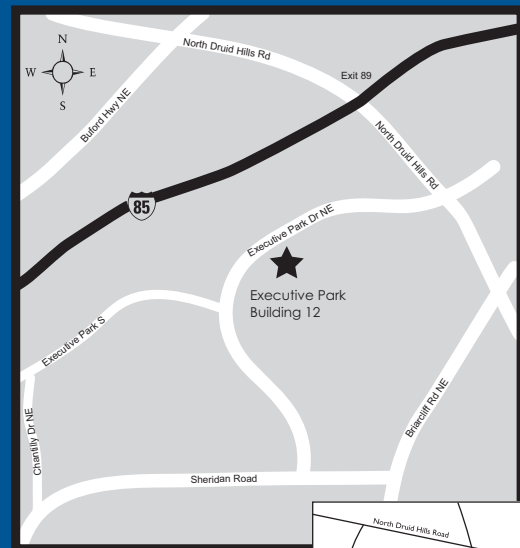 North Druid Hills Rd
N
W E
S
Exit 89
Buford Hwy NE
North Druid Hills Rd
85
Executive Park Dr NE
Executive Park
Building 12
Executive Park S
Briarcliff Rd NE
Chantilly Dr NE
Sheridan Road
North Druid Hills Road